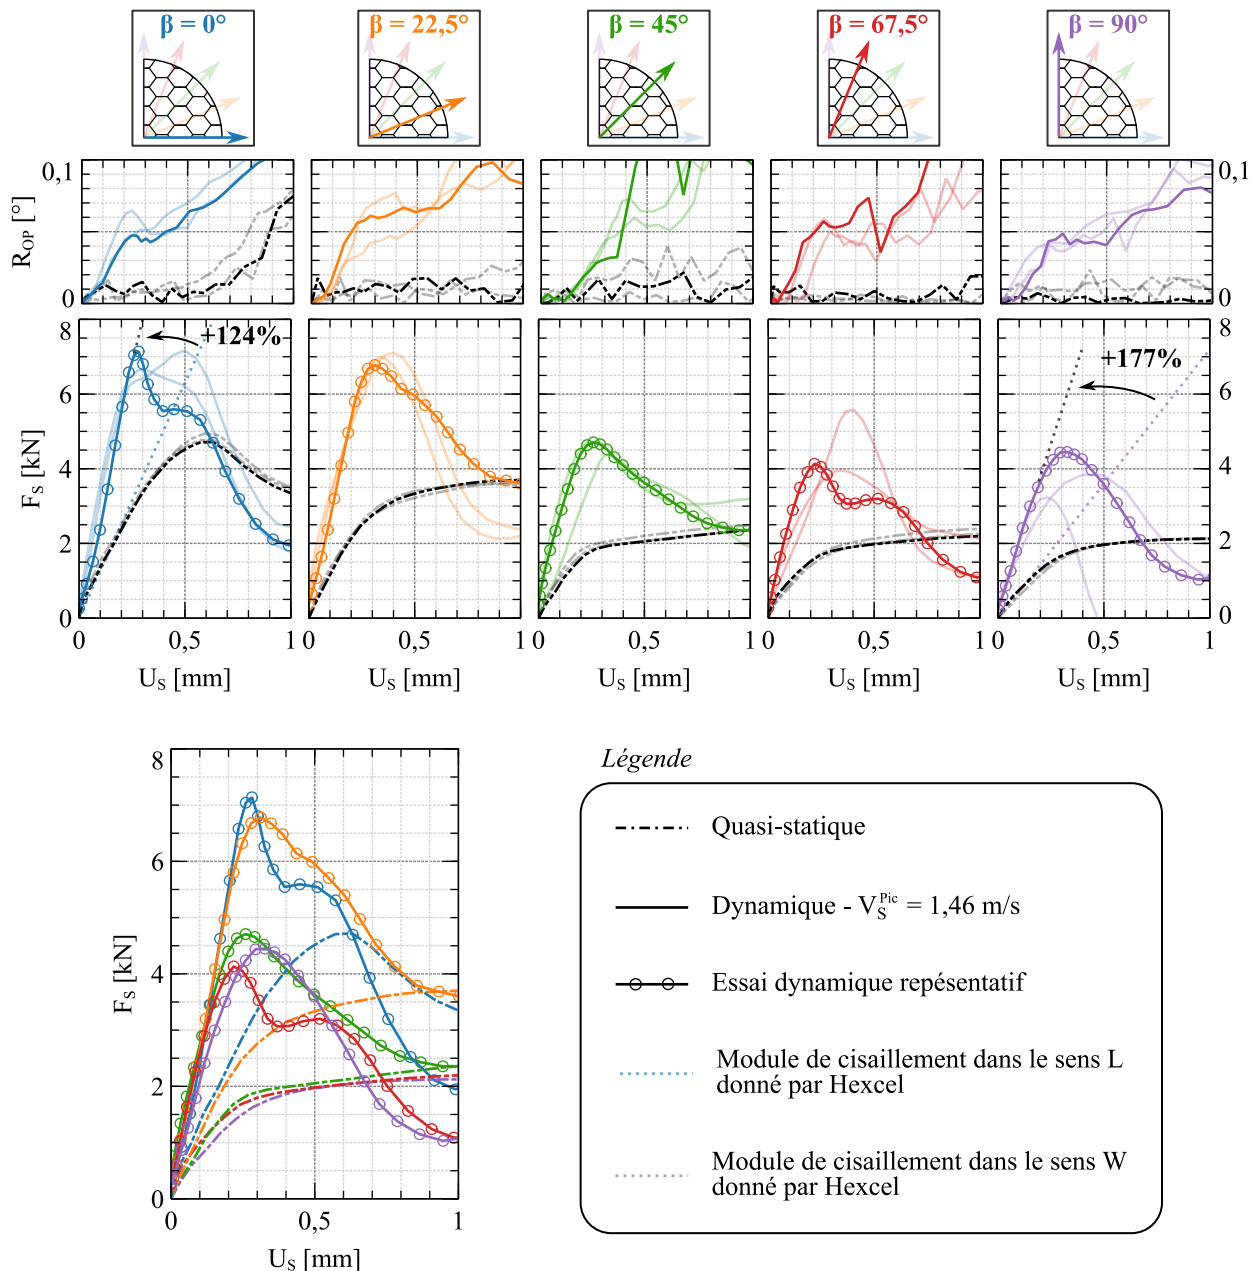 β = 0°
β = 22,5°
β = 45°
β = 67,5°
β = 90°
0,1
0,1
R_OP [°]
0
0
8
8
+124%
+177%
6
6
F_S [kN]
4
4
2
2
0
0
0 0,5 1
0 0,5 1
0 0,5 1
0 0,5 1
0 0,5 1
U_S [mm]
U_S [mm]
U_S [mm]
U_S [mm]
U_S [mm]
8
6
F_S [kN]
4
2
0
0 0,5 1
U_S [mm]
Légende
Quasi-statique
Dynamique - V_S^Pic = 1,46 m/s
Essai dynamique repésentatif
Module de cisaillement dans le sens L
donné par Hexcel
Module de cisaillement dans le sens W
donné par Hexcel